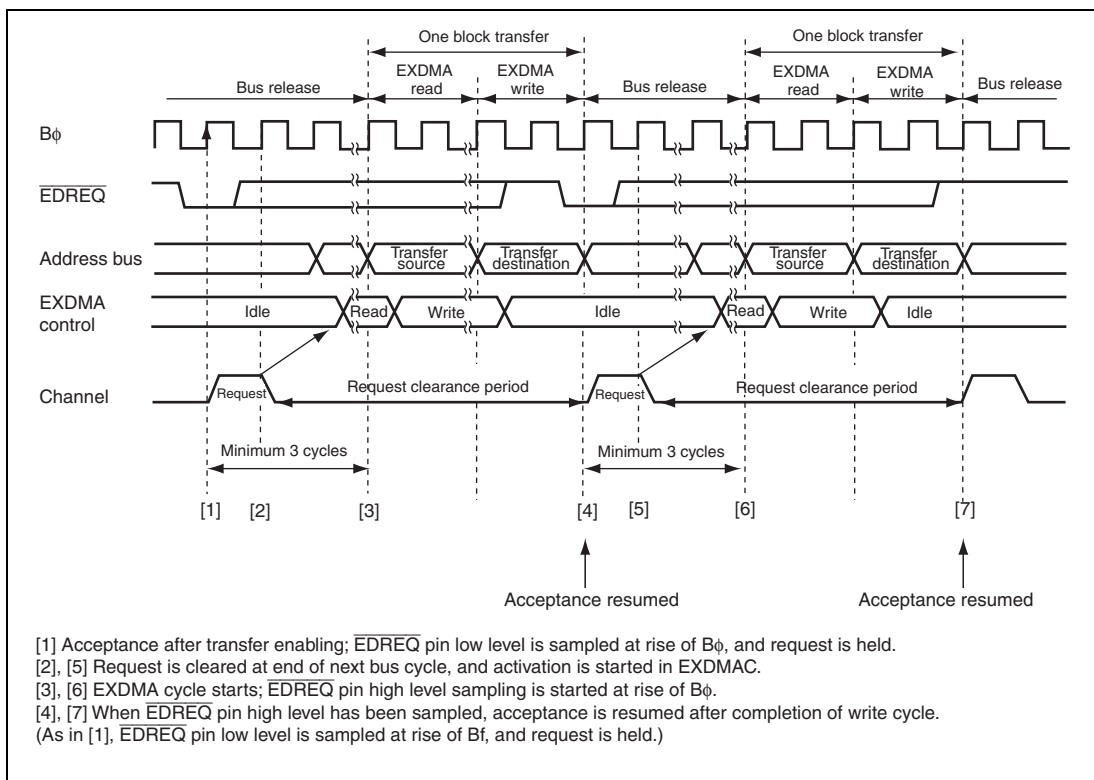 One block transfer One block transfer
Bus release EXDMA read EXDMA write Bus release EXDMA read EXDMA write Bus release
Bϕ
EDREQ
Address bus Transfer source Transfer destination Transfer source Transfer destination
EXDMA control Idle Read Write Idle Read Write Idle
Channel Request Request clearance period Request Request clearance period
Minimum 3 cycles Minimum 3 cycles
[1] [2] [3] [4] [5] [6] [7]
Acceptance resumed Acceptance resumed
[1] Acceptance after transfer enabling; EDREQ pin low level is sampled at rise of Bϕ, and request is held.
[2], [5] Request is cleared at end of next bus cycle, and activation is started in EXDMAC.
[3], [6] EXDMA cycle starts; EDREQ pin high level sampling is started at rise of Bϕ.
[4], [7] When EDREQ pin high level has been sampled, acceptance is resumed after completion of write cycle.
(As in [1], EDREQ pin low level is sampled at rise of Bf, and request is held.)